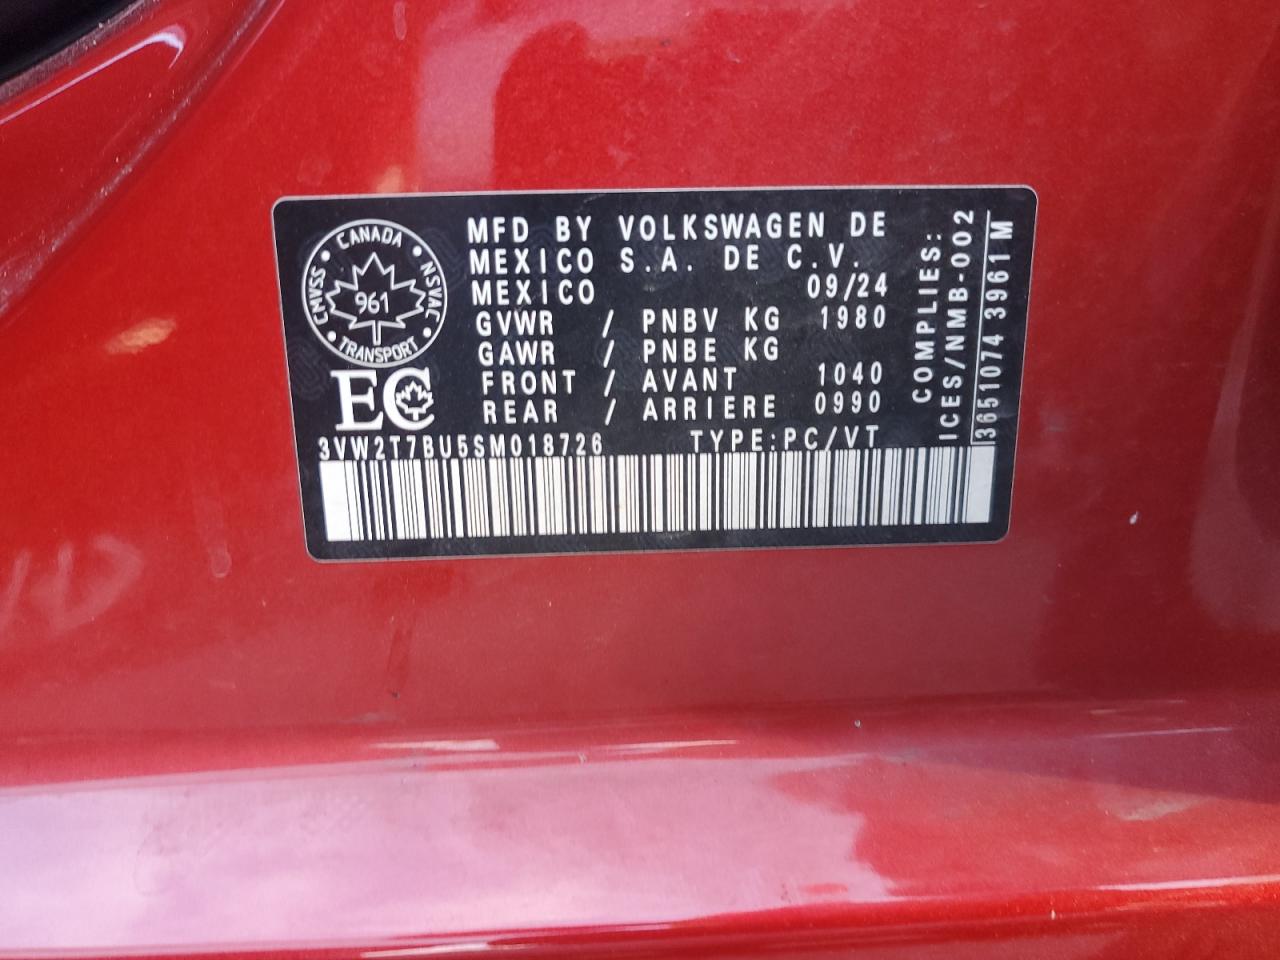 CANADA
CMVSS
NSVAC
961
TRANSPORT
EC
MFD BY VOLKSWAGEN DE
MEXICO S.A. DE C.V.
MEXICO 09/24
GVWR / PNBV KG 1980
GAWR / PNBE KG
FRONT / AVANT 1040
REAR / ARRIERE 0990
3VW2T7BU5SM018726 TYPE:PC/VT
COMPLIES:
ICES/NMB-002
3651074 3961 M